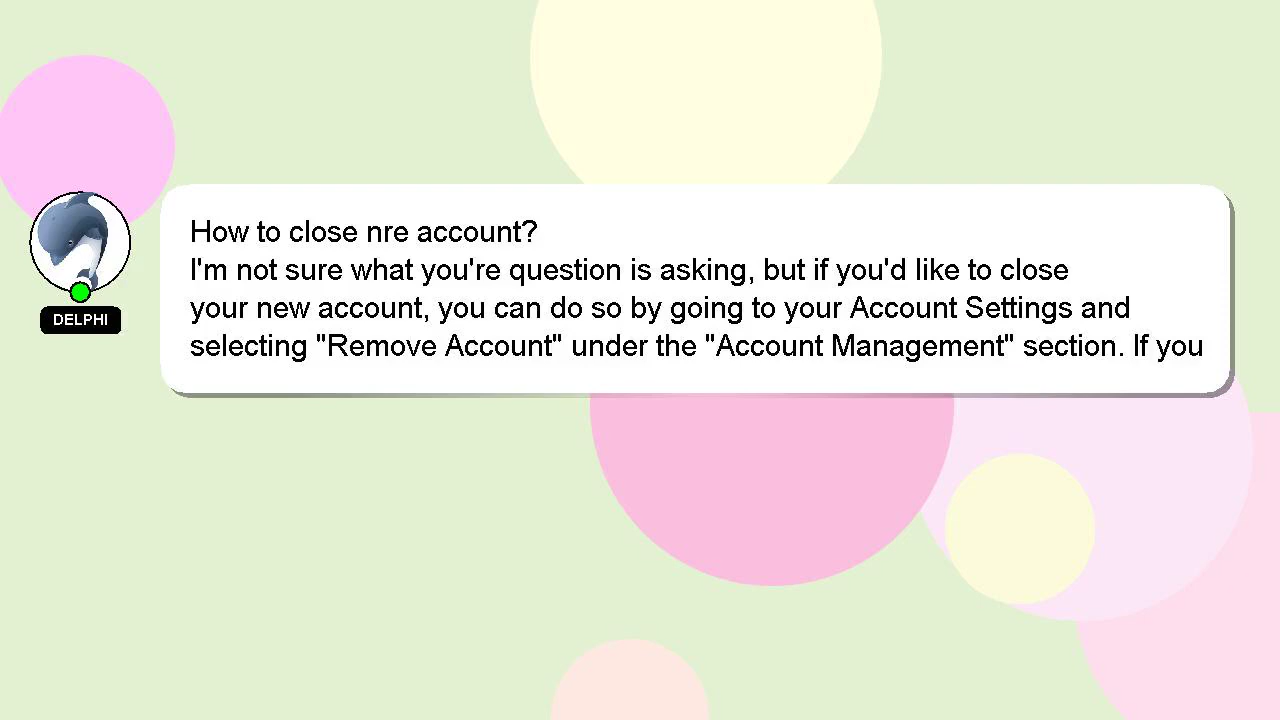 How to close nre account?
I'm not sure what you're question is asking, but if you'd like to close
your new account, you can do so by going to your Account Settings and
selecting "Remove Account" under the "Account Management" section. If you
DELPHI